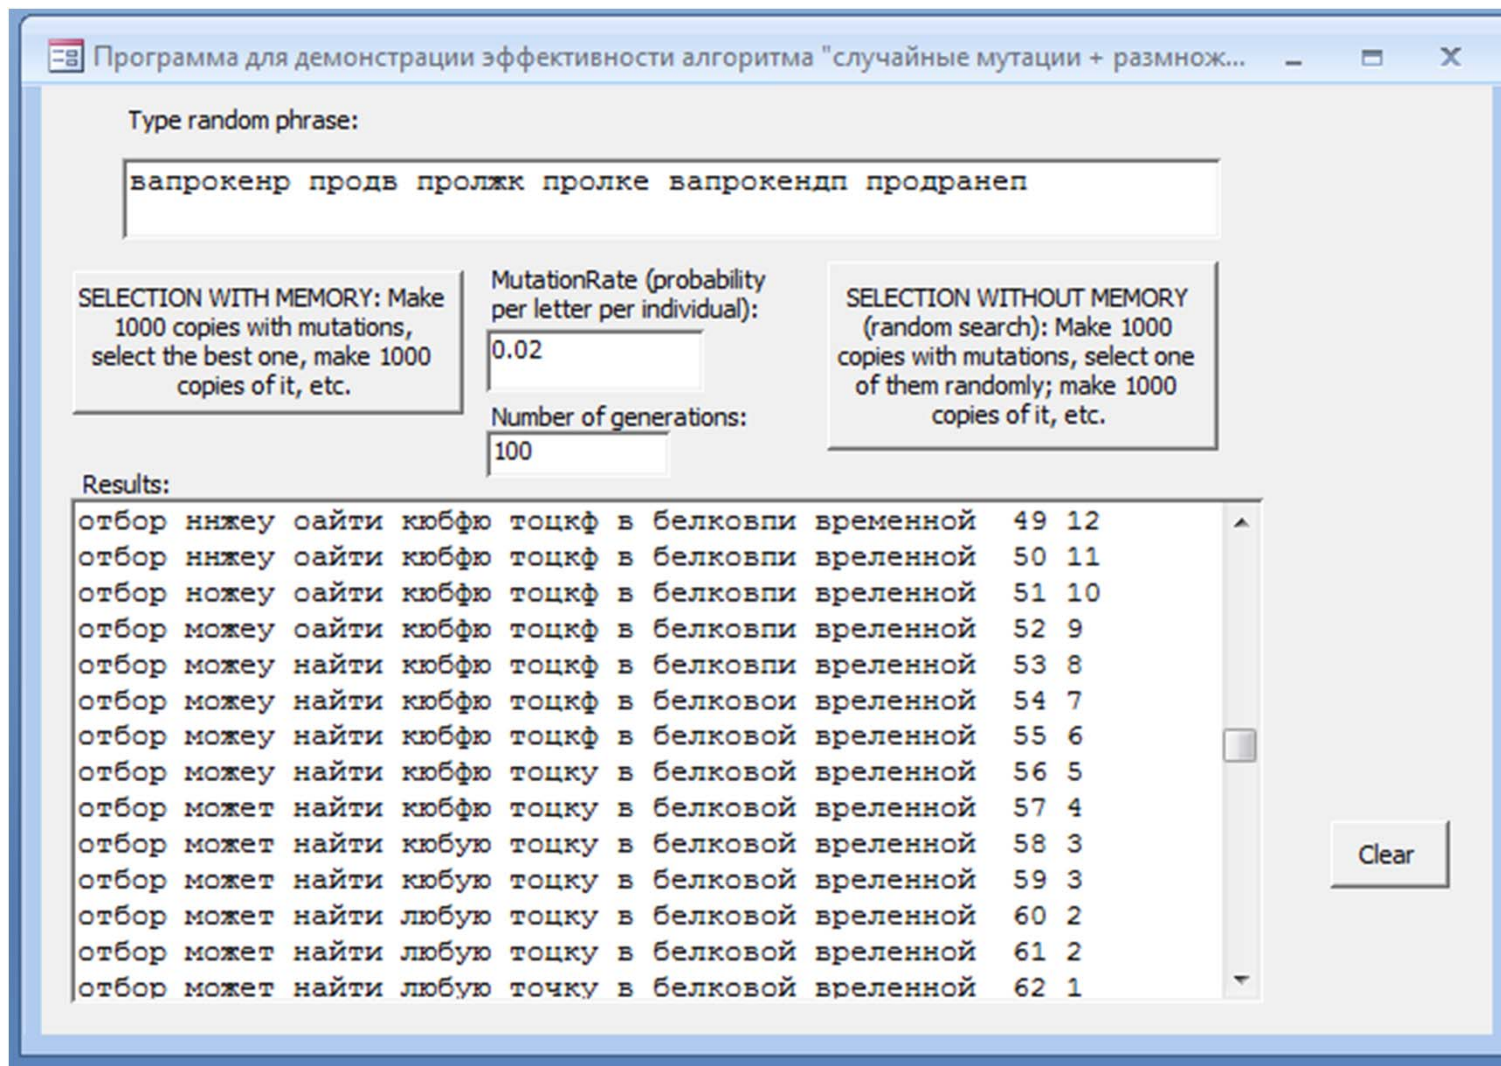 Программа для демонстрации эффективности алгоритма "случайные мутации + размнож...
Type random phrase:
вапрокенр продв пролжк пролке вапрокендп продранеп
SELECTION WITH MEMORY: Make
1000 copies with mutations,
select the best one, make 1000
copies of it, etc.
MutationRate (probability
per letter per individual):
0.02
Number of generations:
100
SELECTION WITHOUT MEMORY
(random search): Make 1000
copies with mutations, select one
of them randomly; make 1000
copies of it, etc.
Results:
отбор ннжеу оайти кюбфю тоцкф в белковпи временной 49 12
отбор ннжеу оайти кюбфю тоцкф в белковпи вреленной 50 11
отбор ножеу оайти кюбфю тоцкф в белковпи вреленной 51 10
отбор можеу оайти кюбфю тоцкф в белковпи вреленной 52 9
отбор можеу найти кюбфю тоцкф в белковпи вреленной 53 8
отбор можеу найти кюбфю тоцкф в белковои вреленной 54 7
отбор можеу найти кюбфю тоцкф в белковой вреленной 55 6
отбор можеу найти кюбфю тоцку в белковой вреленной 56 5
отбор может найти кюбфю тоцку в белковой вреленной 57 4
отбор может найти кюбую тоцку в белковой вреленной 58 3
отбор может найти кюбую тоцку в белковой вреленной 59 3
отбор может найти любую тоцку в белковой вреленной 60 2
отбор может найти любую тоцку в белковой вреленной 61 2
отбор может найти любую точку в белковой вреленной 62 1
Clear